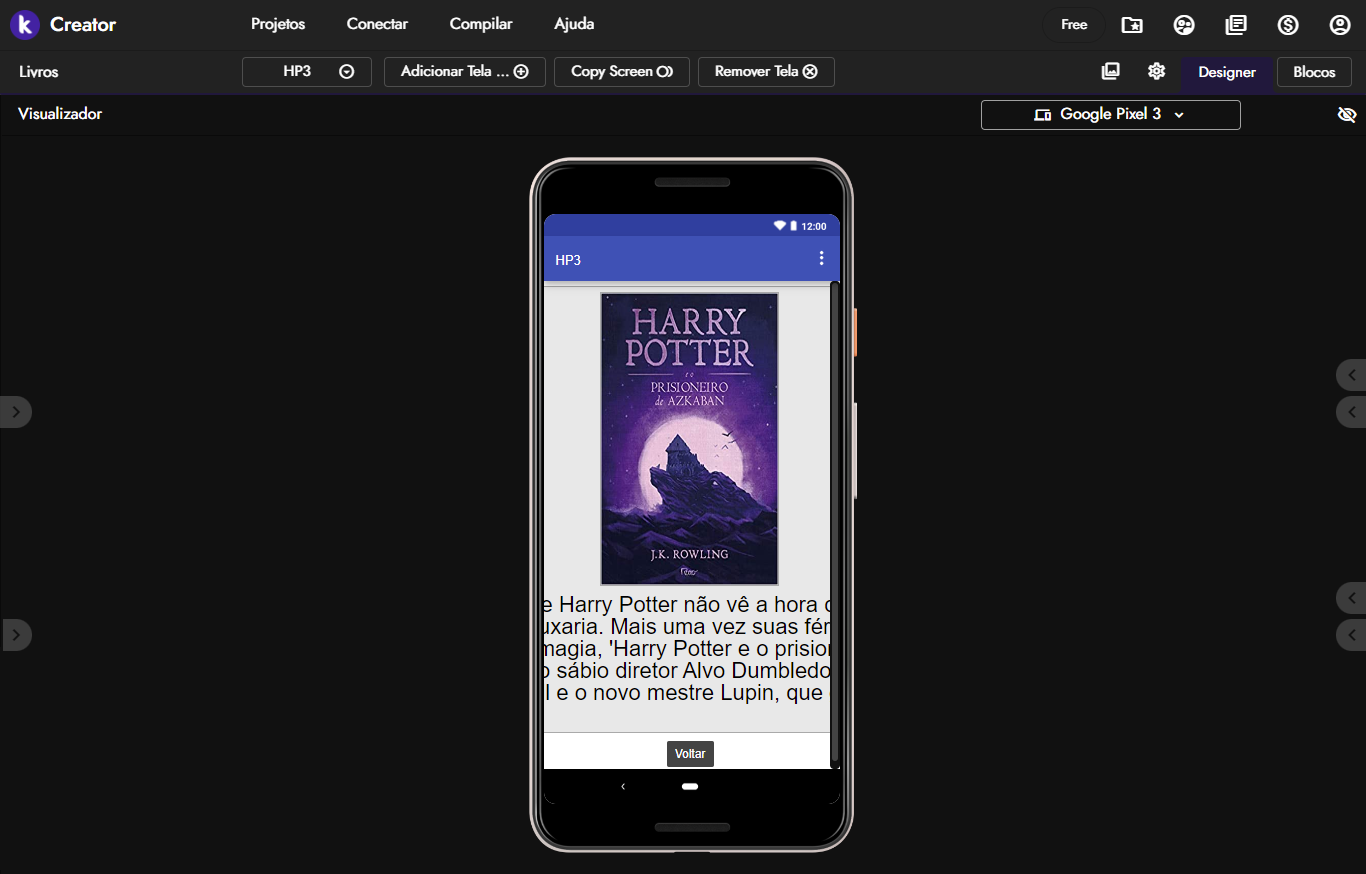 k Creator Projetos Conectar Compilar Ajuda Free
Livros HP3 Adicionar Tela ... Copy Screen Remover Tela Designer Blocos
Visualizador Google Pixel 3
12:00
HP3
HARRY
POTTER
e o
PRISIONEIRO
de AZKABAN
J.K. ROWLING
e Harry Potter não vê a hora
uxaria. Mais uma vez suas fér
magia, 'Harry Potter e o prision
o sábio diretor Alvo Dumbledo
l e o novo mestre Lupin, que
Voltar